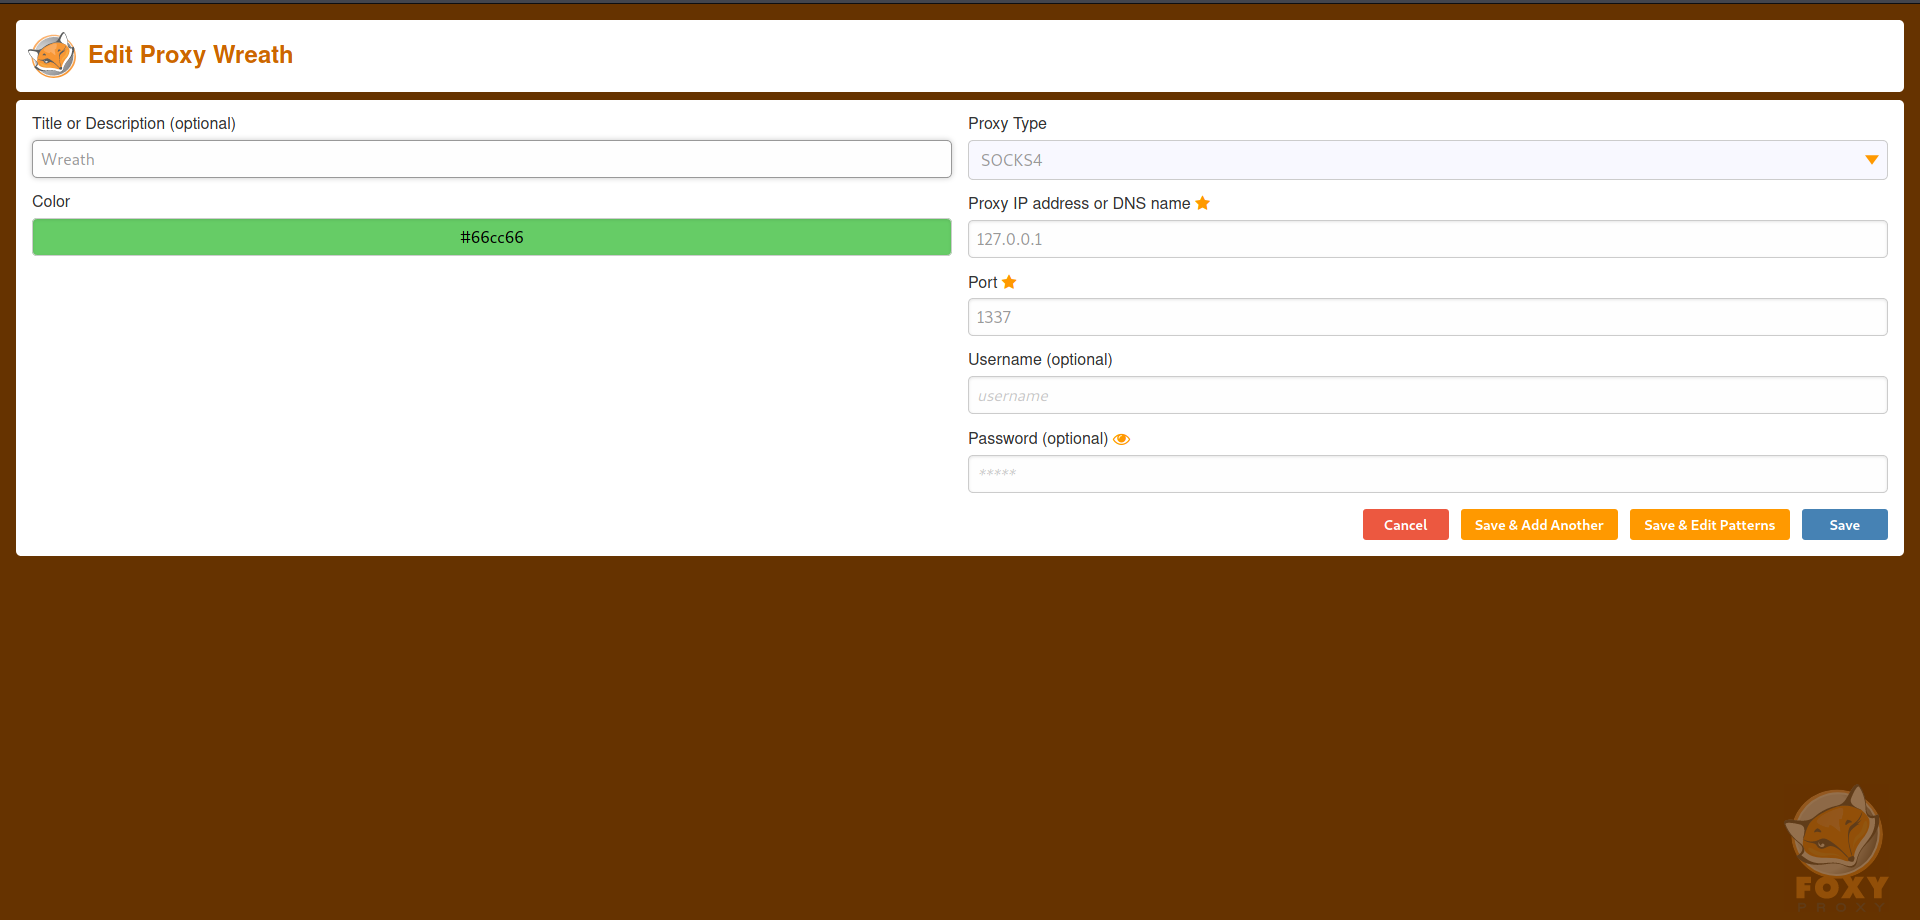 Edit Proxy Wreath
Title or Description (optional)
Wreath
Color
#66cc66
Proxy Type
SOCKS4
Proxy IP address or DNS name
127.0.0.1
Port
1337
Username (optional)
username
Password (optional)
*****
Cancel
Save & Add Another
Save & Edit Patterns
Save
FOXY
PROXY